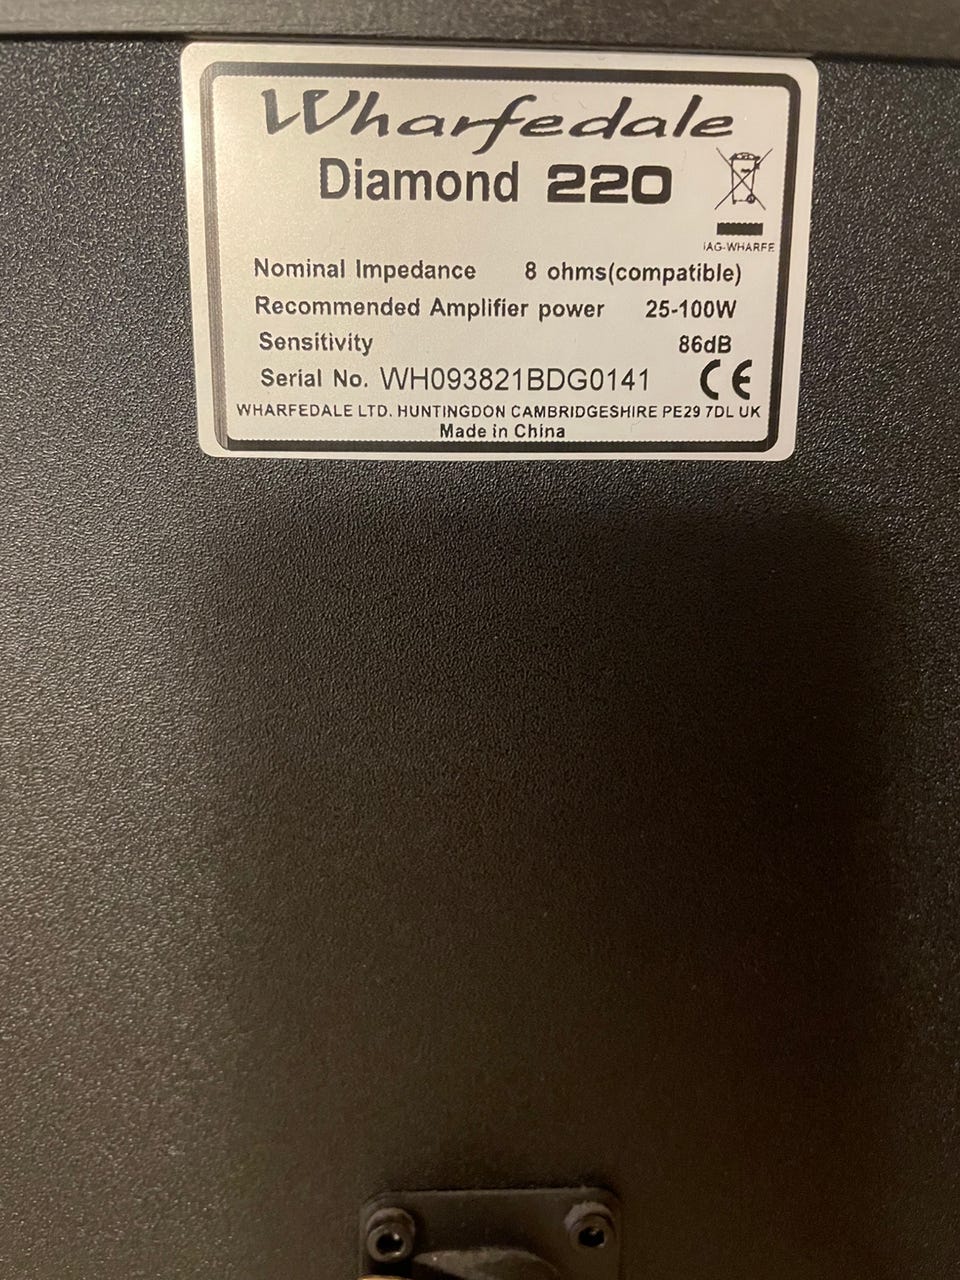 Wharfedale
Diamond 220
IAG-WHARFE
Nominal Impedance 8 ohms(compatible)
Recommended Amplifier power 25-100W
Sensitivity 86dB
Serial No. WH093821BDG0141 CE
WHARFEDALE LTD. HUNTINGDON CAMBRIDGESHIRE PE29 7DL UK
Made in China